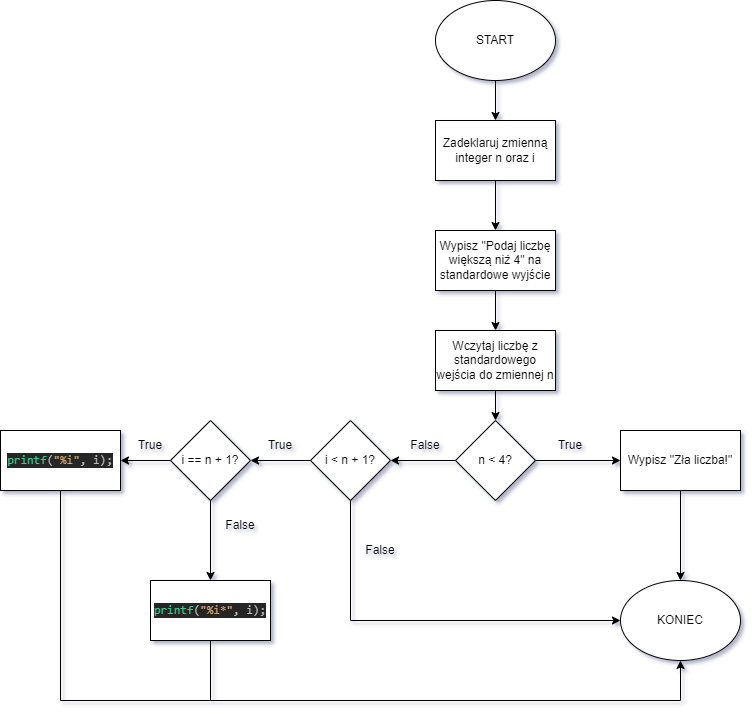 START
Zadeklaruj zmienną
integer n oraz i
Wypisz "Podaj liczbę
większą niż 4" na
standardowe wyjście
Wczytaj liczbę z
standardowego
wejścia do zmiennej n
n < 4?
True
Wypisz "Zła liczba!"
False
i < n + 1?
True
i == n + 1?
True
printf("%i", i);
False
False
printf("%i*", i);
KONIEC